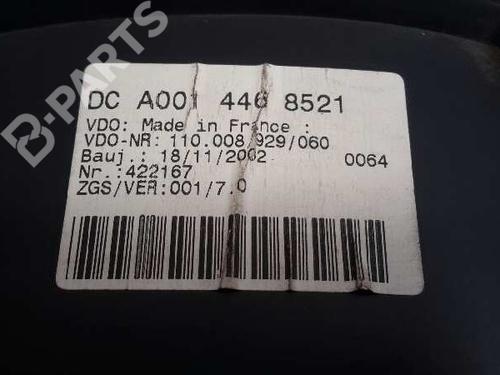 DC A001 446 8521
VDO: Made in France :
VDO-NR: 110.008/929/060
Bauj.: 18/11/2002 0064
Nr.:422167
ZGS/VER:001/7.0
B-PARTS